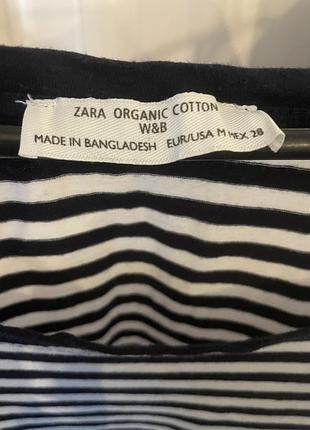 ZARA ORGANIC COTTON
W&B
MADE IN BANGLADESH EUR/USA M MEX 28